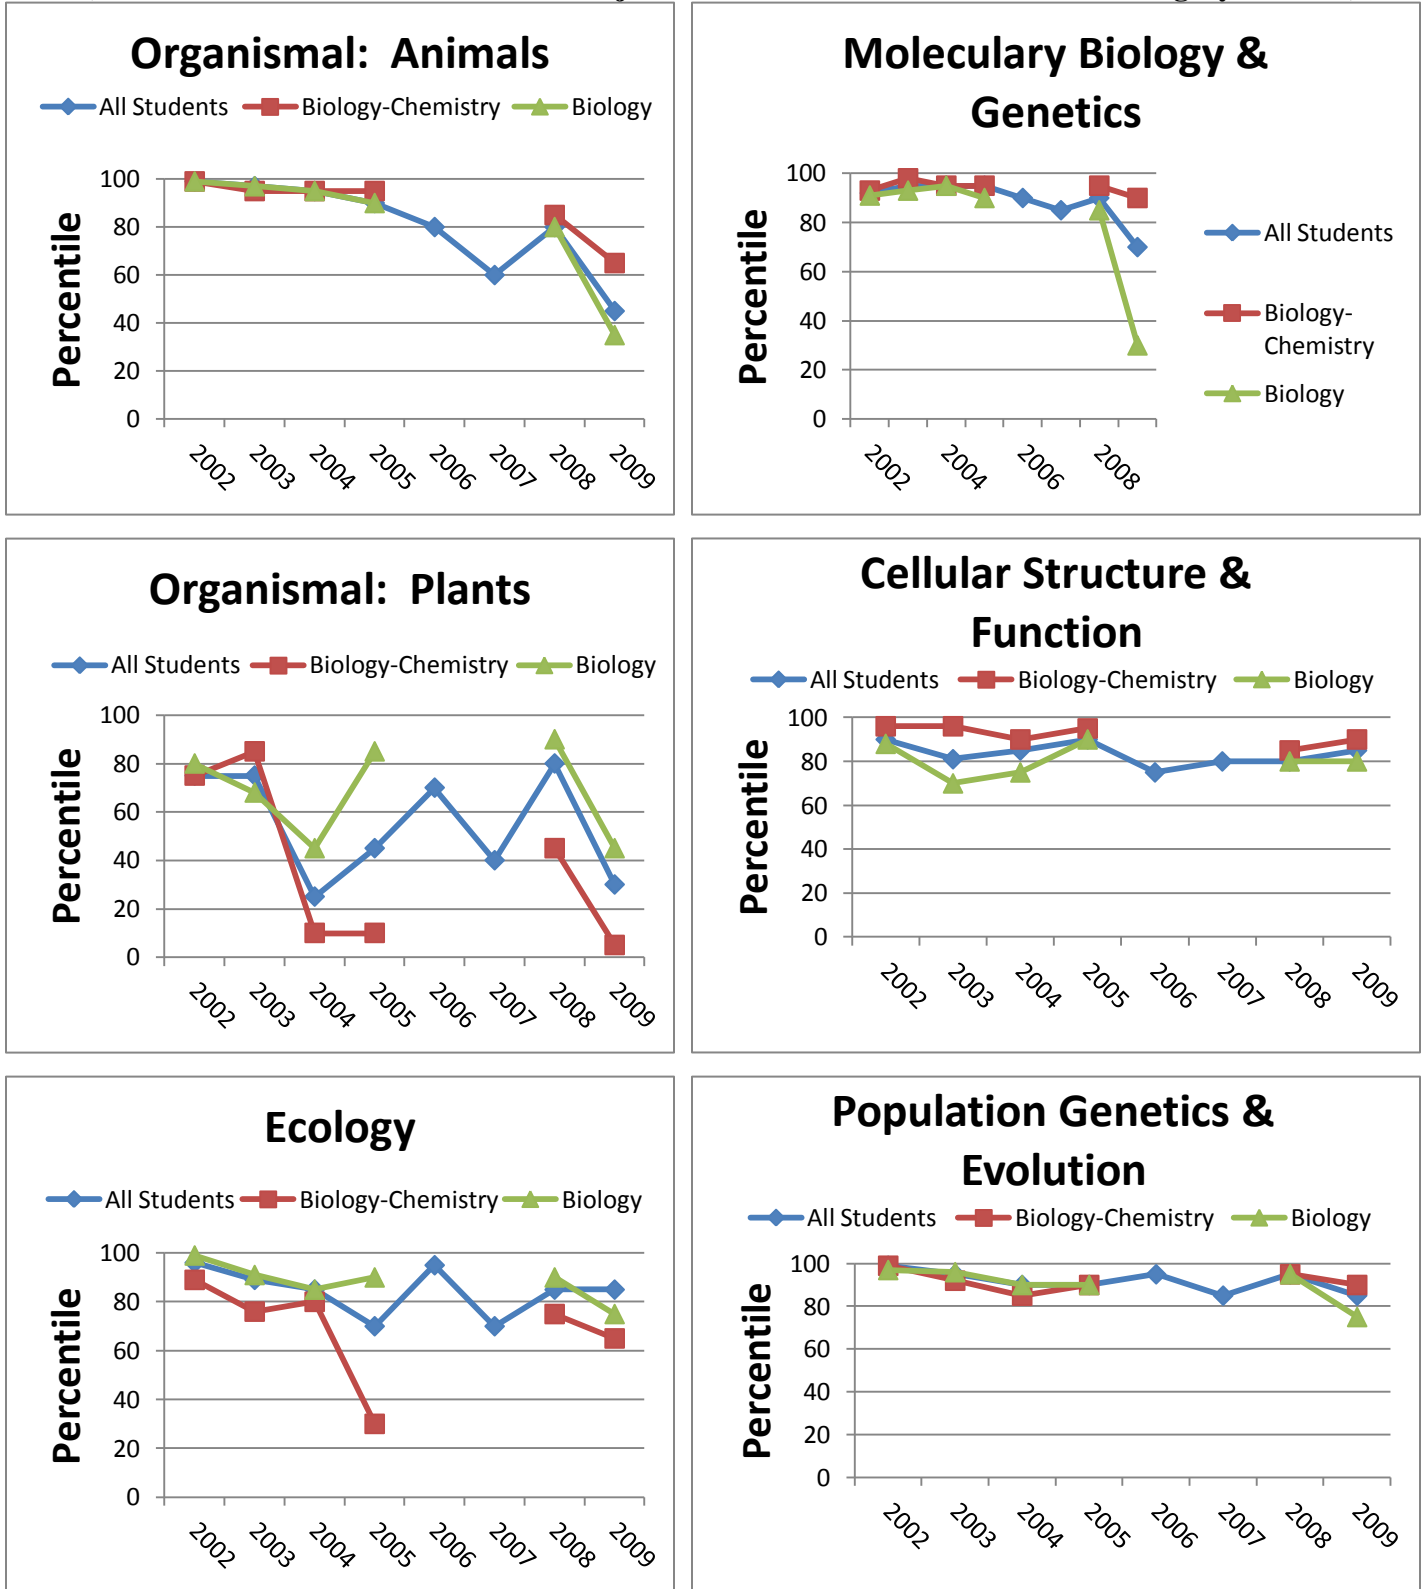 Organismal:  Animals
All Students Biology-Chemistry Biology
Percentile
100
80
60
40
20
0
2002 2003 2004 2005 2006 2007 2008 2009
Moleculary Biology &
Genetics
Percentile
100
80
60
40
20
0
2002 2004 2006 2008
All Students
Biology-
Chemistry
Biology
Organismal:  Plants
All Students Biology-Chemistry Biology
Percentile
100
80
60
40
20
0
2002 2003 2004 2005 2006 2007 2008 2009
Cellular Structure &
Function
All Students Biology-Chemistry Biology
Percentile
100
80
60
40
20
0
2002 2003 2004 2005 2006 2007 2008 2009
Ecology
All Students Biology-Chemistry Biology
Percentile
100
80
60
40
20
0
2002 2003 2004 2005 2006 2007 2008 2009
Population Genetics &
Evolution
All Students Biology-Chemistry Biology
Percentile
100
80
60
40
20
0
2002 2003 2004 2005 2006 2007 2008 2009